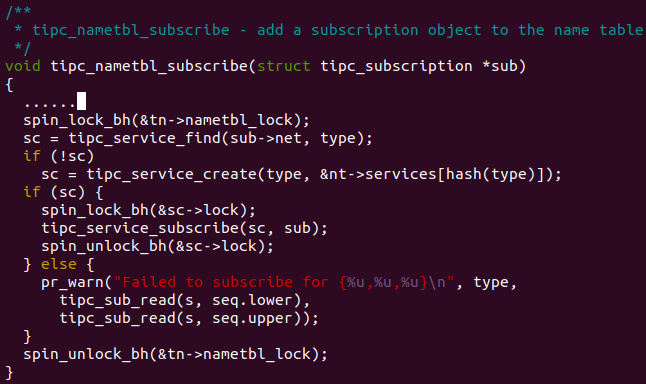 /**
 * tipc_nametbl_subscribe - add a subscription object to the name table
 */
void tipc_nametbl_subscribe(struct tipc_subscription *sub)
{
  ......
  spin_lock_bh(&tn->nametbl_lock);
  sc = tipc_service_find(sub->net, type);
  if (!sc)
    sc = tipc_service_create(type, &nt->services[hash(type)]);
  if (sc) {
    spin_lock_bh(&sc->lock);
    tipc_service_subscribe(sc, sub);
    spin_unlock_bh(&sc->lock);
  } else {
    pr_warn("Failed to subscribe for {%u,%u,%u}\n", type,
      tipc_sub_read(s, seq.lower),
      tipc_sub_read(s, seq.upper));
  }
  spin_unlock_bh(&tn->nametbl_lock);
}